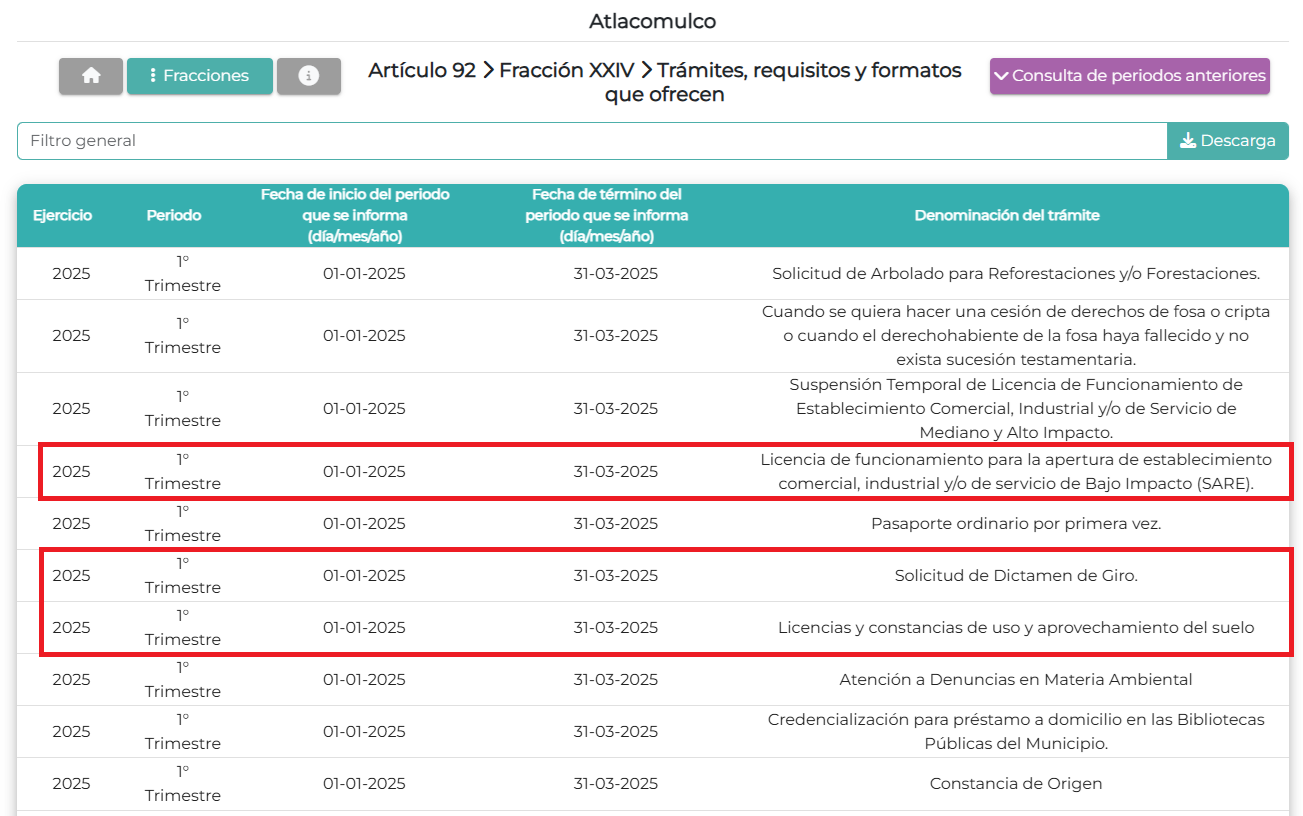 Atlacomulco
Fracciones
Artículo 92 > Fracción XXIV > Trámites, requisitos y formatos
que ofrecen
Consulta de periodos anteriores
Filtro general
Descarga
Ejercicio
Periodo
Fecha de inicio del periodo
que se informa
(día/mes/año)
Fecha de término del
periodo que se informa
(día/mes/año)
Denominación del trámite
2025
1°
Trimestre
01-01-2025
31-03-2025
Solicitud de Arbolado para Reforestaciones y/o Forestaciones.
2025
1°
Trimestre
01-01-2025
31-03-2025
Cuando se quiera hacer una cesión de derechos de fosa o cripta
o cuando el derechohabiente de la fosa haya fallecido y no
exista sucesión testamentaria.
2025
1°
Trimestre
01-01-2025
31-03-2025
Suspensión Temporal de Licencia de Funcionamiento de
Establecimiento Comercial, Industrial y/o de Servicio de
Mediano y Alto Impacto.
2025
1°
Trimestre
01-01-2025
31-03-2025
Licencia de funcionamiento para la apertura de establecimiento
comercial, industrial y/o de servicio de Bajo Impacto (SARE).
2025
1°
Trimestre
01-01-2025
31-03-2025
Pasaporte ordinario por primera vez.
2025
1°
Trimestre
01-01-2025
31-03-2025
Solicitud de Dictamen de Giro.
2025
1°
Trimestre
01-01-2025
31-03-2025
Licencias y constancias de uso y aprovechamiento del suelo
2025
1°
Trimestre
01-01-2025
31-03-2025
Atención a Denuncias en Materia Ambiental
2025
1°
Trimestre
01-01-2025
31-03-2025
Credencialización para préstamo a domicilio en las Bibliotecas
Públicas del Municipio.
2025
1°
Trimestre
01-01-2025
31-03-2025
Constancia de Origen